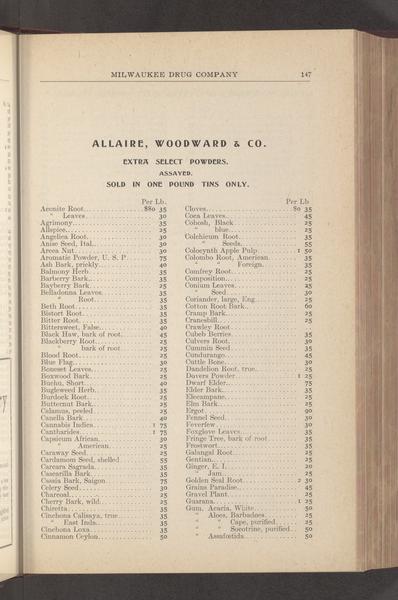 MILWAUKEE DRUG COMPANY 147
ALLAIRE, WOODWARD & CO.
EXTRA SELECT POWDERS.
ASSAYED.
SOLD IN ONE POUND TINS ONLY.
Per Lb.
Aconite Root $80 35
" Leaves 30
Agrimony 35
Allspice 25
Angelica Root 30
Anise Seed, Ital. 30
Areca Nut 30
Aromatic Powder, U. S. P 75
Ash Bark, prickly 40
Balmony Herb 35
Barberry Bark 35
Bayberry Bark 25
Belladonna Leaves 35
" Root 35
Beth Root 35
Bistort Root 35
Bitter Root 35
Bittersweet, False 40
Black Haw, bark of root 45
Blackberry Root 25
" bark of root 25
Blood Root 25
Blue Flag 30
Boneset Leaves 25
Boxwood Bark 25
Buchu, Short 40
Bugleweed Herb 35
Burdock Root 25
Butternut Bark 25
Calamus, peeled 25
Canella Bark 40
Cannabis Indica 1 75
Cantharides 1 75
Capsicum African 30
" American 25
Caraway Seed 25
Cardamom Seed, shelled 55
Cascara Sagrada 35
Cascarilla Bark 35
Cassia Bark, Saigon 75
Celery Seed 30
Charcoal 25
Cherry Bark, wild 25
Chiretta 35
Cinchona Calisaya, true 35
" East Inda 35
Cinchona Loxa 35
Cinnamon Ceylon 50
Per Lb
Cloves $0 35
Coca Leaves 45
Cohosh, Black 25
" blue 25
Colchicum Root 35
" Seeds 55
Colocynth Apple Pulp 1 50
Colombo Root, American 35
" " Foreign 35
Comfrey Root 25
Composition 25
Conium Leaves 25
" Seed 30
Coriander, large, Eng 25
Cotton Root Bark 60
Cramp Bark 25
Cranesbill 25
Crawley Root
Cubeb Berries 35
Culvers Root 30
Cummin Seed 35
Cundurango 45
Cuttle Bone 30
Dandelion Root, true 25
Dovers Powder 1 25
Dwarf Elder 75
Elder Bark 35
Elecampane 25
Elm Bark 25
Ergot 90
Fennel Seed 30
Feverfew 30
Foxglove Leaves 35
Fringe Tree, bark of root 35
Frostwort 35
Galangal Root 25
Gentian 25
Ginger, E. I. 20
" Jam 25
Golden Seal Root 2 30
Grains Paradise 45
Gravel Plant 25
Guarana 1 25
Gum, Acacia, White 50
" Aloes, Barbadoes 25
" " Cape, purified 25
" " Socotrine, purified 50
" Assafœtida 50